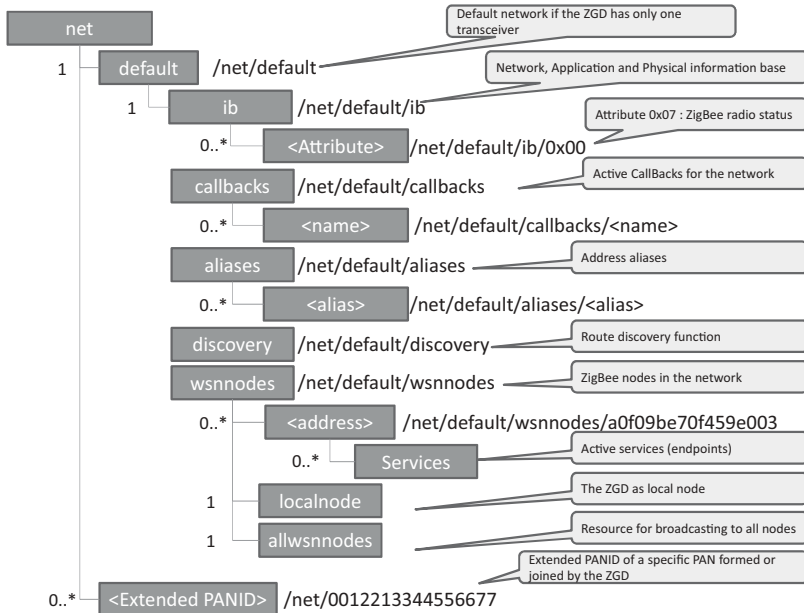 Default network if the ZGD has only one
transceiver
net
1 default /net/default
Network, Application and Physical information base
1 ib /net/default/ib
Attribute 0x07 : ZigBee radio status
0..* <Attribute> /net/default/ib/0x00
callbacks /net/default/callbacks
Active CallBacks for the network
0..* <name> /net/default/callbacks/<name>
aliases /net/default/aliases
Address aliases
0..* <alias> /net/default/aliases/<alias>
discovery /net/default/discovery
Route discovery function
wsnnodes /net/default/wsnnodes
ZigBee nodes in the network
0..* <address> /net/default/wsnnodes/a0f09be70f459e003
0..* Services
Active services (endpoints)
1 localnode
The ZGD as local node
1 allwsnnodes
Resource for broadcasting to all nodes
Extended PANID of a specific PAN formed or
joined by the ZGD
0..* <Extended PANID> /net/0012213344556677